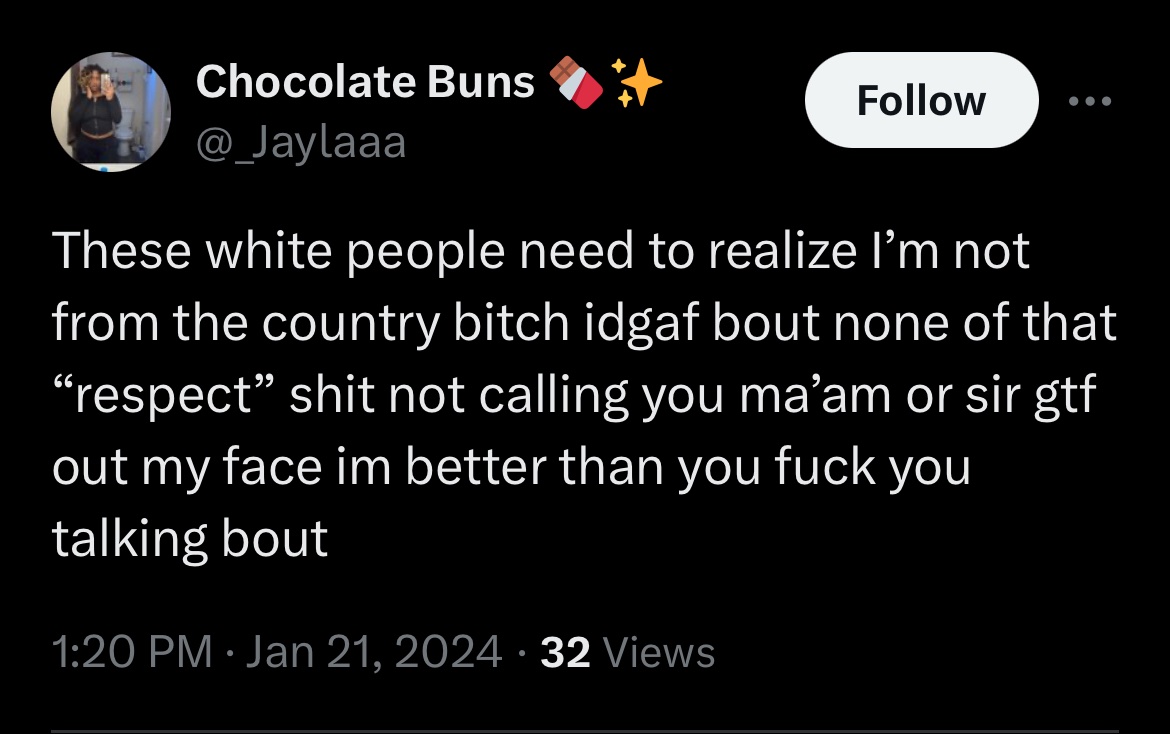 Chocolate Buns 🍫✨
Follow
@_Jaylaaa
These white people need to realize I’m not
from the country bitch idgaf bout none of that
“respect” shit not calling you ma’am or sir gtf
out my face im better than you fuck you
talking bout
1:20 PM · Jan 21, 2024 · 32 Views